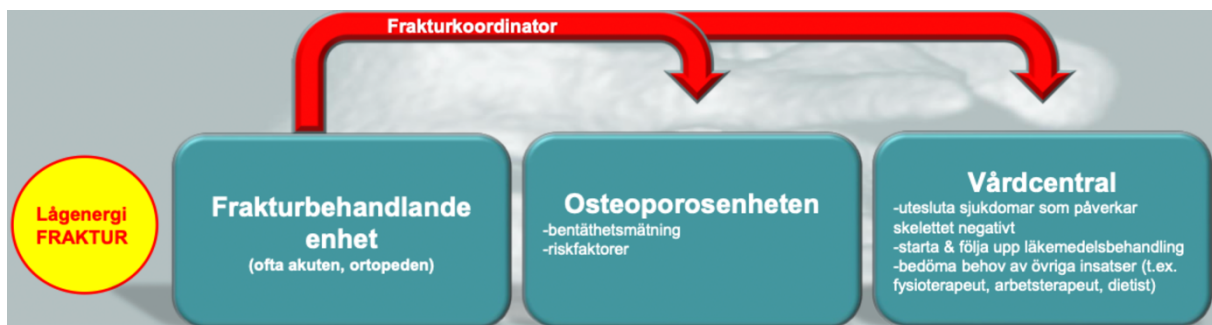 Frakturkoordinator
Lågenergi
FRAKTUR
Frakturbehandlande
enhet
(ofta akuten, ortopeden)
Osteoporosenheten
-bentäthetsmätning
-riskfaktorer
Vårdcentral
-utesluta sjukdomar som påverkar
skelettet negativt
-starta & följa upp läkemedelsbehandling
-bedöma behov av övriga insatser (t.ex.
fysioterapeut, arbetsterapeut, dietist)